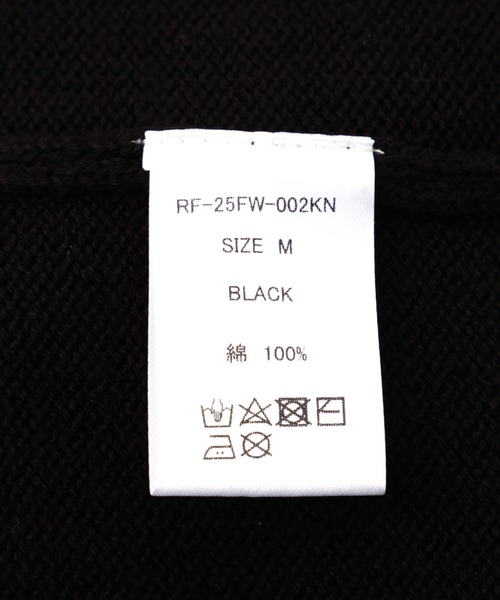 RF-25FW-002KN
SIZE M
BLACK
綿 100%